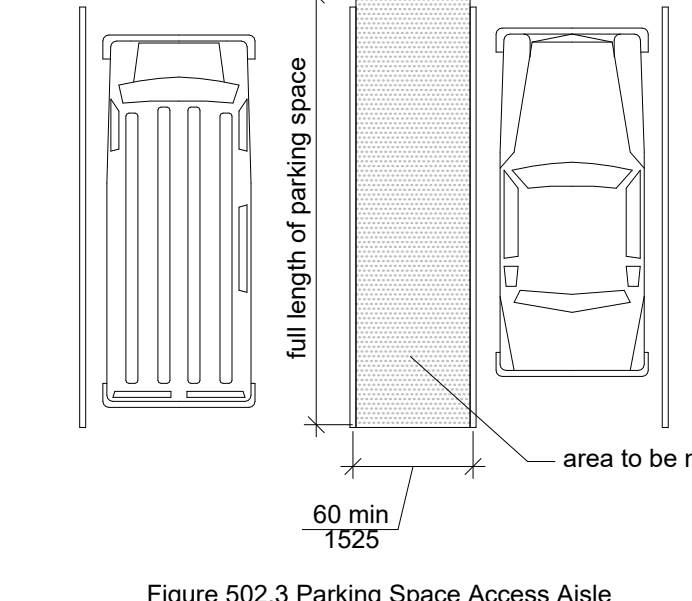 full length of parking space
area to be
60 min
1525
Figure 502.3 Parking Space Access Aisle